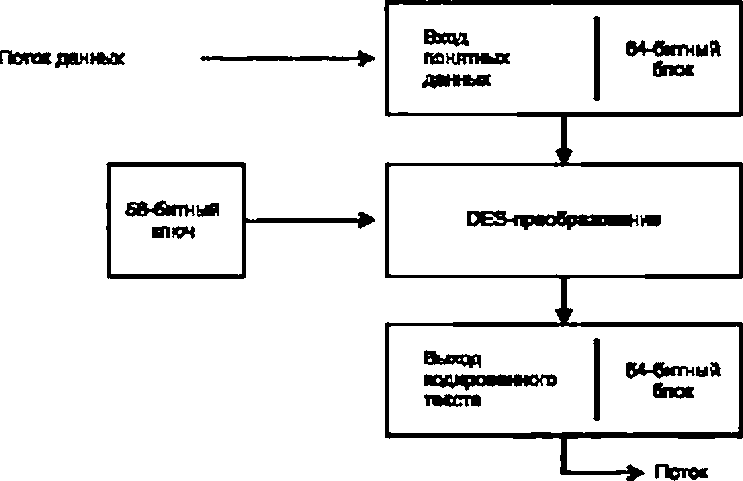 Поток данных
Вход
понятных
данных
64-битный
блок
56-битный
ключ
DES-преобразование
Выход
кодированного
текста
64-битный
блок
Поток